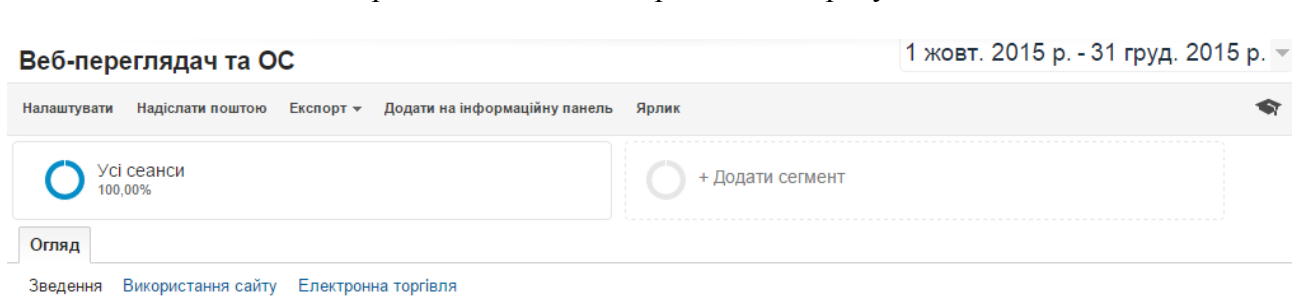 Веб-переглядач та ОС
1 жовт. 2015 р. - 31 груд. 2015 р.
Налаштувати Надіслати поштою Експорт Додати на інформаційну панель Ярлик
Усі сеанси
100,00%
+ Додати сегмент
Огляд
Зведення Використання сайту Електронна торгівля